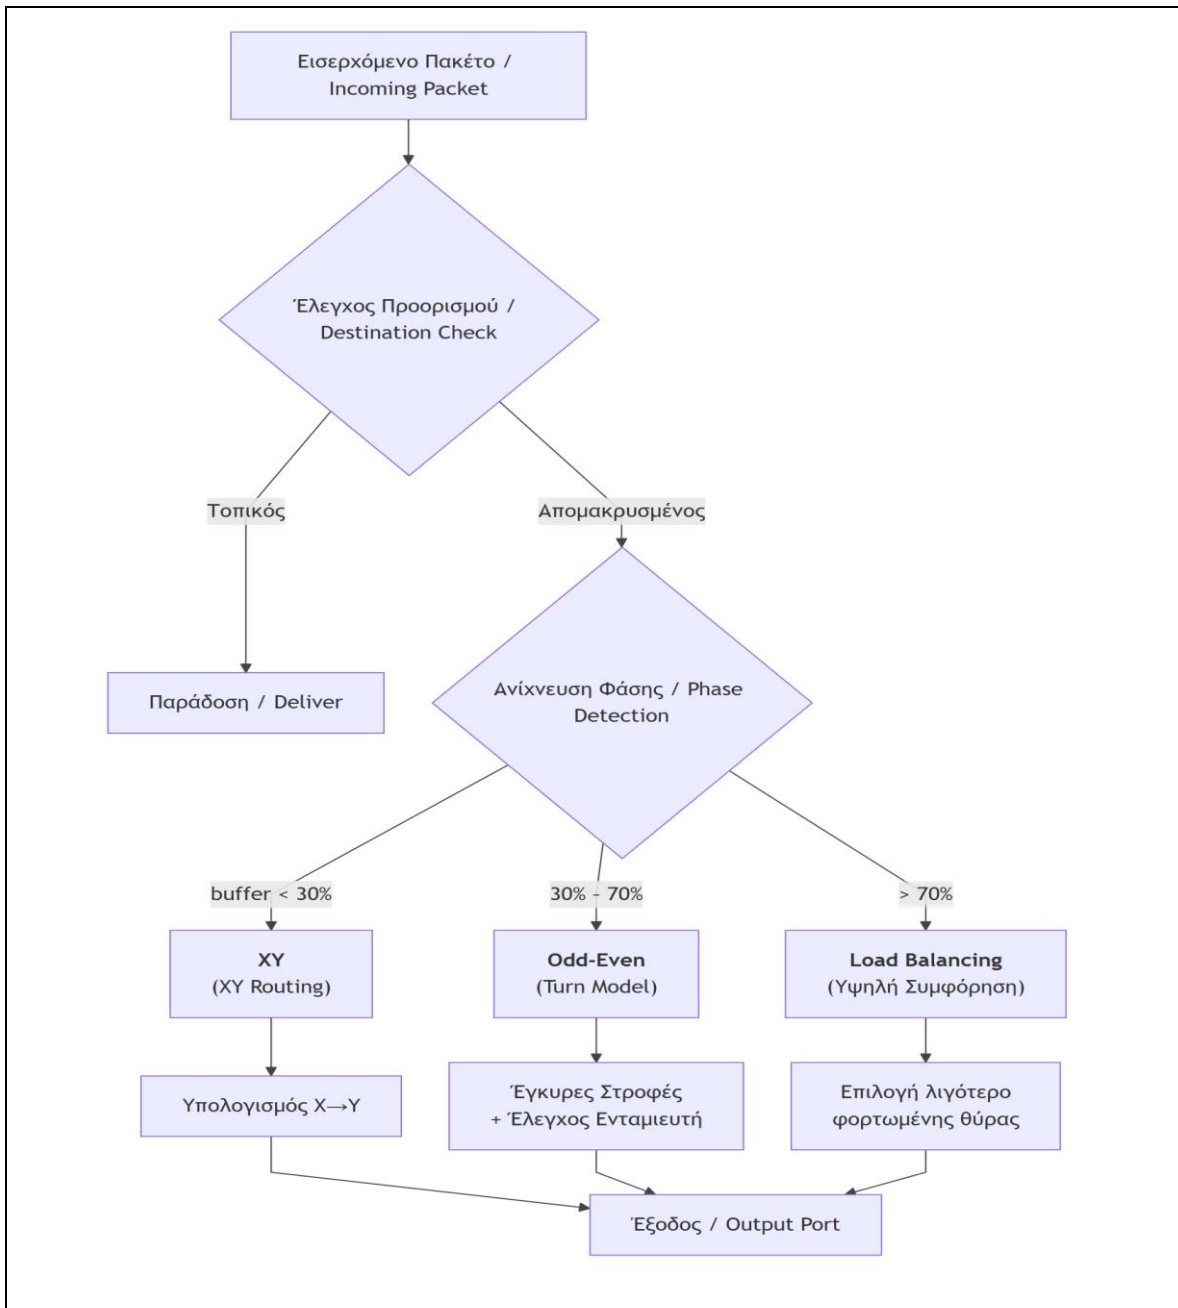 Εισερχόμενο Πακέτο /
Incoming Packet
Έλεγχος Προορισμού /
Destination Check
Τοπικός
Απομακρυσμένος
Παράδοση / Deliver
Ανίχνευση Φάσης / Phase
Detection
buffer < 30%
30% - 70%
> 70%
XY
(XY Routing)
Odd-Even
(Turn Model)
Load Balancing
(Υψηλή Συμφόρηση)
Υπολογισμός X→Y
Έγκυρες Στροφές
+ Έλεγχος Ενταμιευτή
Επιλογή λιγότερο
φορτωμένης θύρας
Έξοδος / Output Port